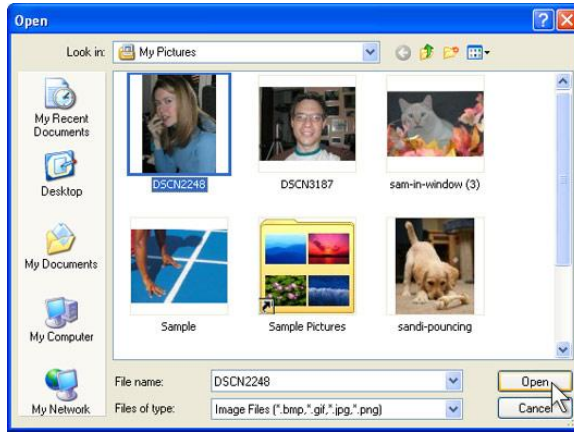 Open
Look in: My Pictures
My Recent
Documents
Desktop
My Documents
My Computer
My Network
DSCN2248
DSCN3187
sam-in-window (3)
Sample
Sample Pictures
sandi-pouncing
File name: DSCN2248
Open
Files of type: Image Files (*.bmp,*.gif,*.jpg,*.png)
Cancel